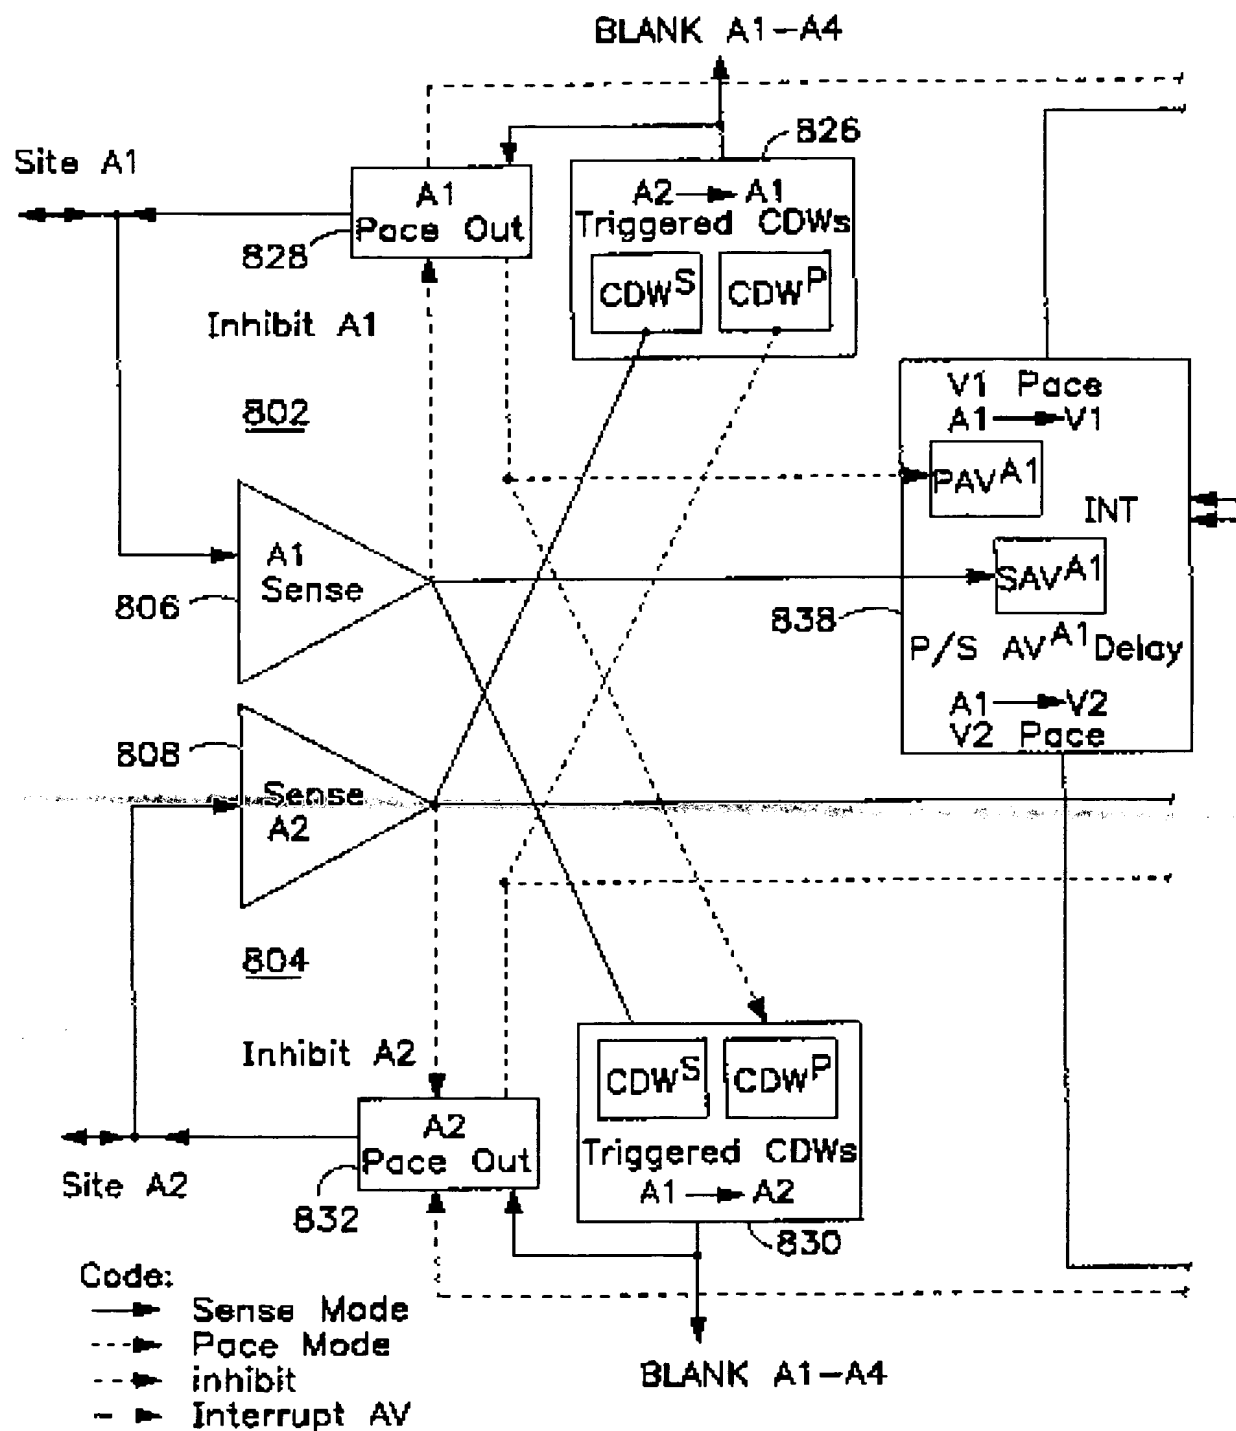 BLANK A1-A4
826
Site A1
A1
Pace Out
828
A2 → A1
Triggered CDWs
CDW^S
CDW^P
Inhibit A1
802
V1 Pace
A1 → V1
PAV^A1
INT
SAV^A1
A1
Sense
806
838
P/S AV^A1 Delay
A1 → V2
V2 Pace
808
Sense
A2
804
Inhibit A2
CDW^S
CDW^P
A2
Pace Out
Triggered CDWs
A1 → A2
Site A2
832
830
Code:
Sense Mode
Pace Mode
inhibit
Interrupt AV
BLANK A1-A4